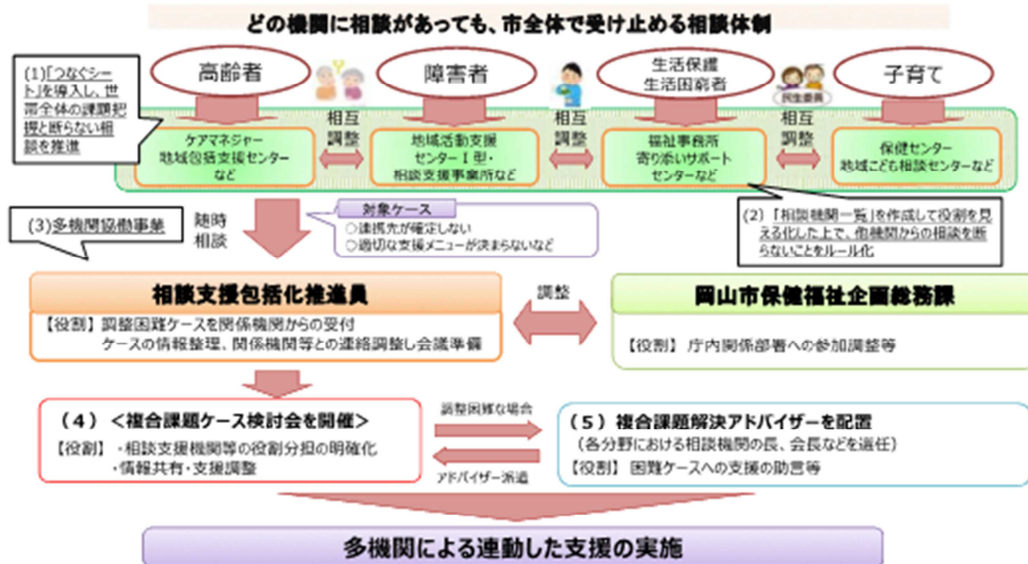 どの機関に相談があっても、市全体で受け止める相談体制
(1)「つなぐシー
ト」を導入し、世
帯全体の課題把
握と断らない相
談を推進
高齢者
障害者
生活保護
生活困窮者
子育て
民生委員
相互
調整
相互
調整
相互
調整
ケアマネジャー
地域包括支援センター
など
地域活動支援
センターⅠ型・
相談支援事業所など
福祉事務所
寄り添いサポート
センターなど
保健センター
地域こども相談センターなど
(3)多機関協働事業
随時
相談
対象ケース
○連携先が確定しない
○適切な支援メニューが決まらないなど
(2)「相談機関一覧」を作成して役割を見
える化した上で、他機関からの相談を断
らないことをルール化
相談支援包括化推進員
【役割】調整困難ケースを関係機関からの受付
ケースの情報整理、関係機関等との連絡調整し会議準備
調整
岡山市保健福祉企画総務課
【役割】庁内関係部署への参加調整等
(4)<複合課題ケース検討会を開催>
【役割】・相談支援機関等の役割分担の明確化
・情報共有・支援調整
調整困難な場合
アドバイザー派遣
(5)複合課題解決アドバイザーを配置
(各分野における相談機関の長、会長などを選任)
【役割】困難ケースへの支援の助言等
多機関による連動した支援の実施